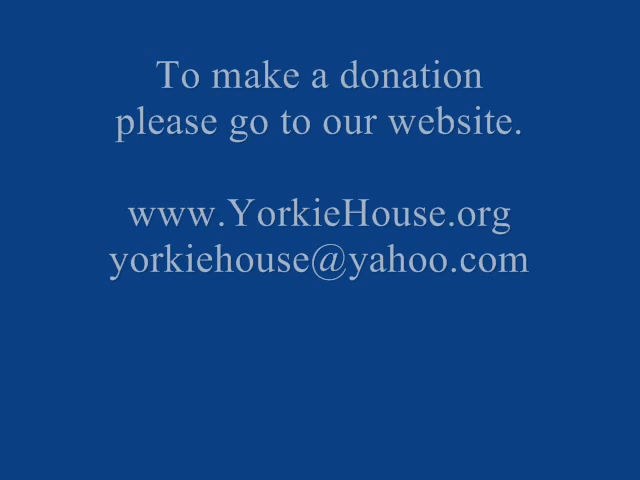 To make a donation
please go to our website.
www.YorkieHouse.org
yorkiehouse@yahoo.com